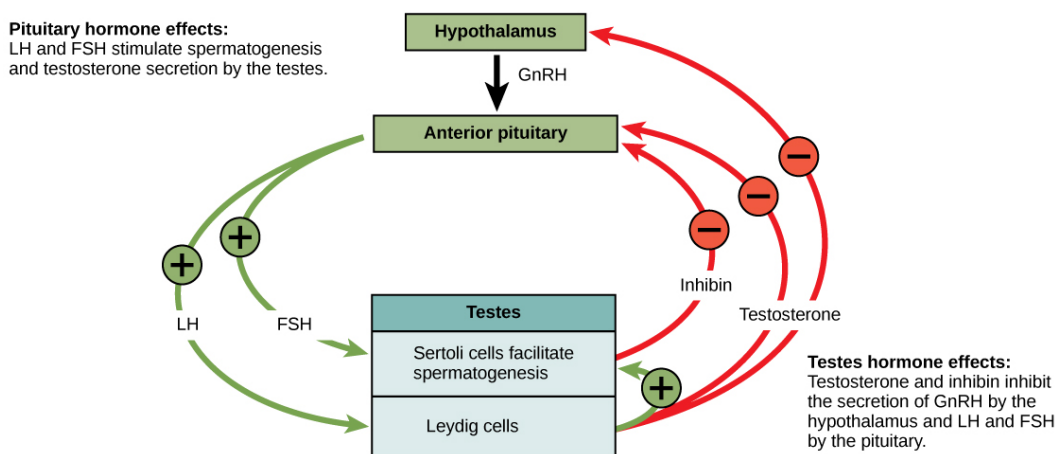 Pituitary hormone effects:
LH and FSH stimulate spermatogenesis
and testosterone secretion by the testes.
Hypothalamus
GnRH
Anterior pituitary
LH
FSH
Inhibin
Testosterone
Testes
Sertoli cells facilitate
spermatogenesis
Leydig cells
Testes hormone effects:
Testosterone and inhibin inhibit
the secretion of GnRH by the
hypothalamus and LH and FSH
by the pituitary.